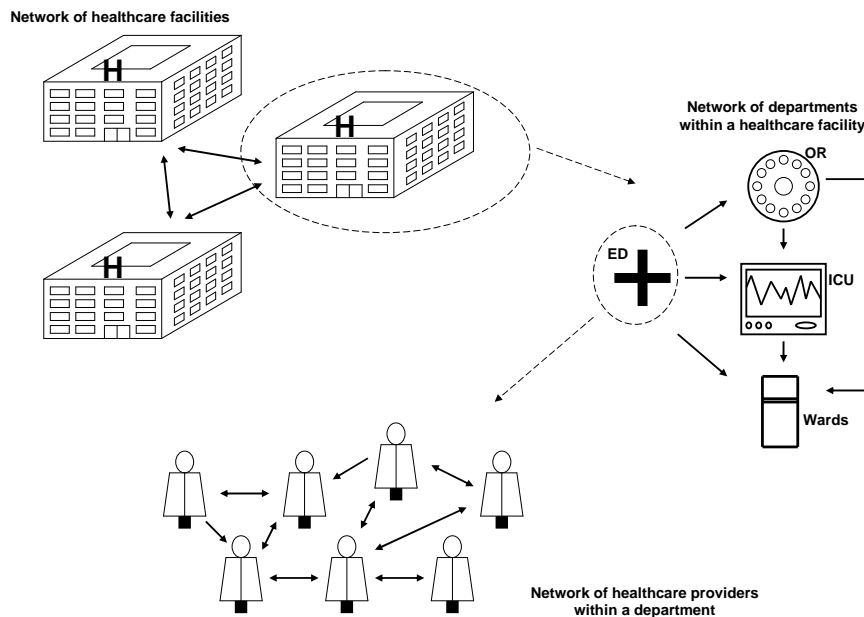 Network of healthcare facilities
H
H
H
Network of departments
within a healthcare facility
OR
ED
ICU
Wards
Network of healthcare providers
within a department